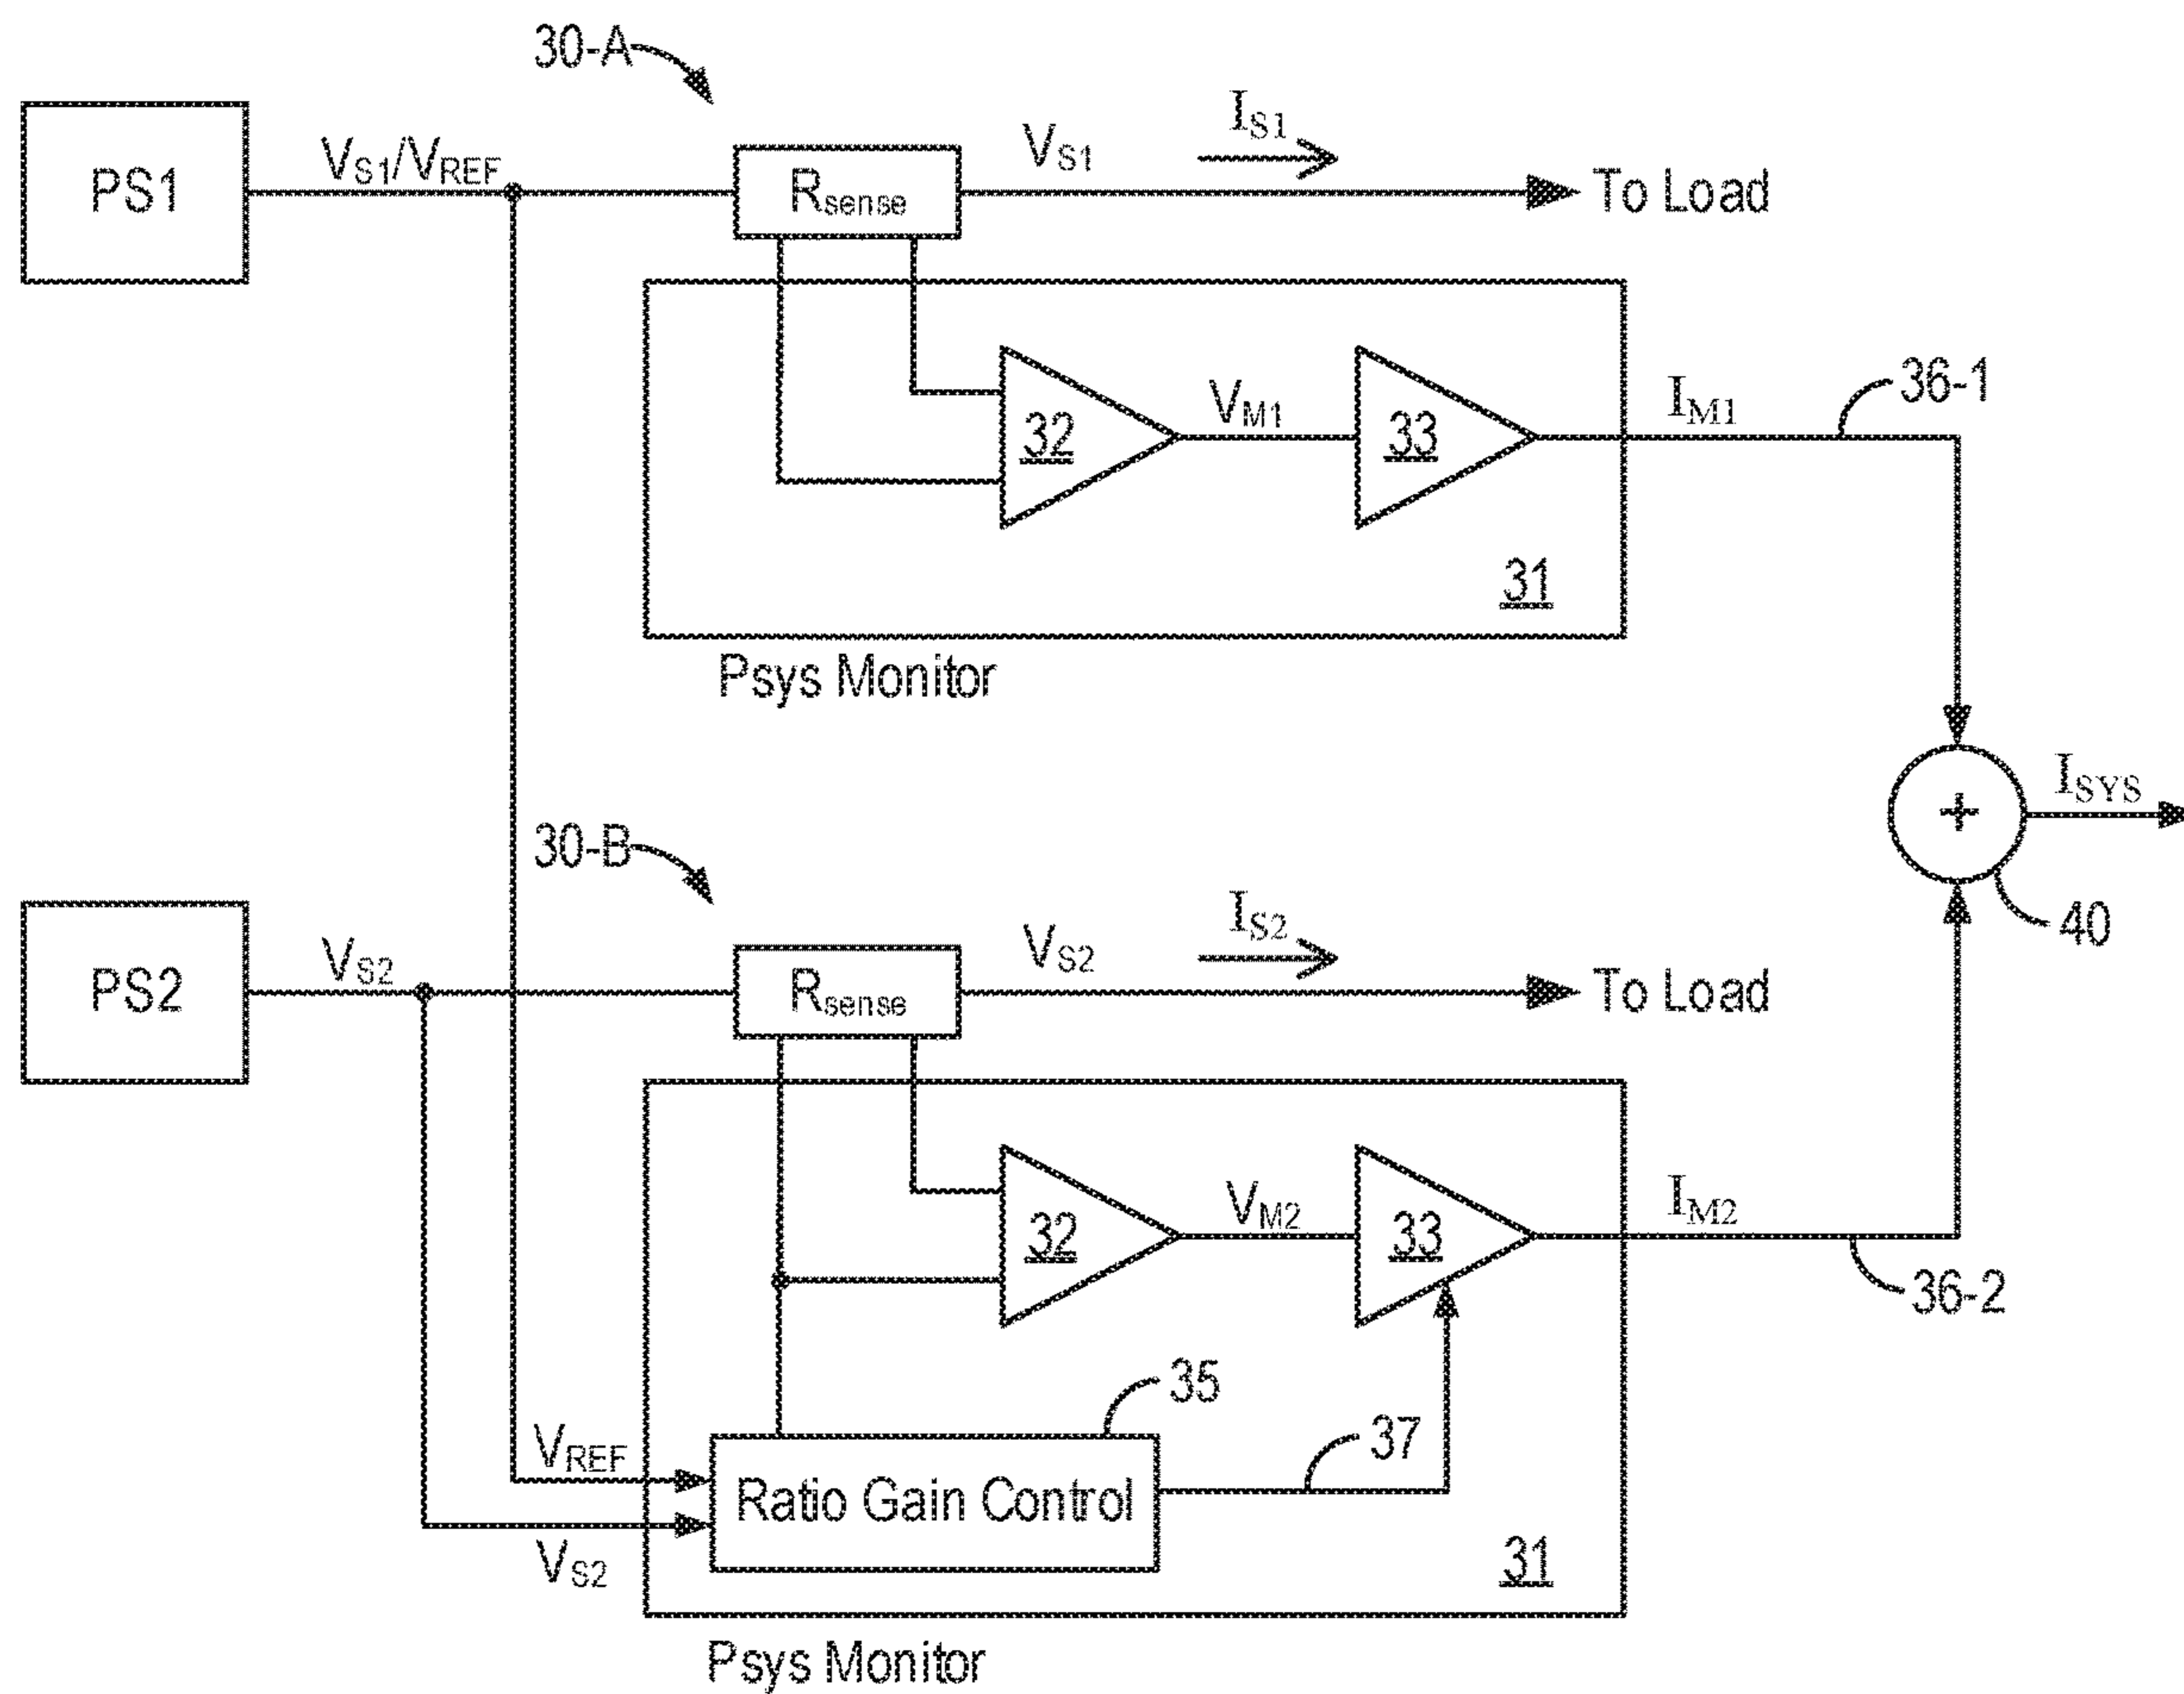 30-A
PS1
VS1/VREF
Rsense
VS1
IS1
To Load
32
VM1
33
IM1
36-1
31
Psys Monitor
+
ISYS
40
30-B
PS2
VS2
Rsense
VS2
IS2
To Load
32
VM2
33
IM2
36-2
35
37
VREF
Ratio Gain Control
VS2
31
Psys Monitor